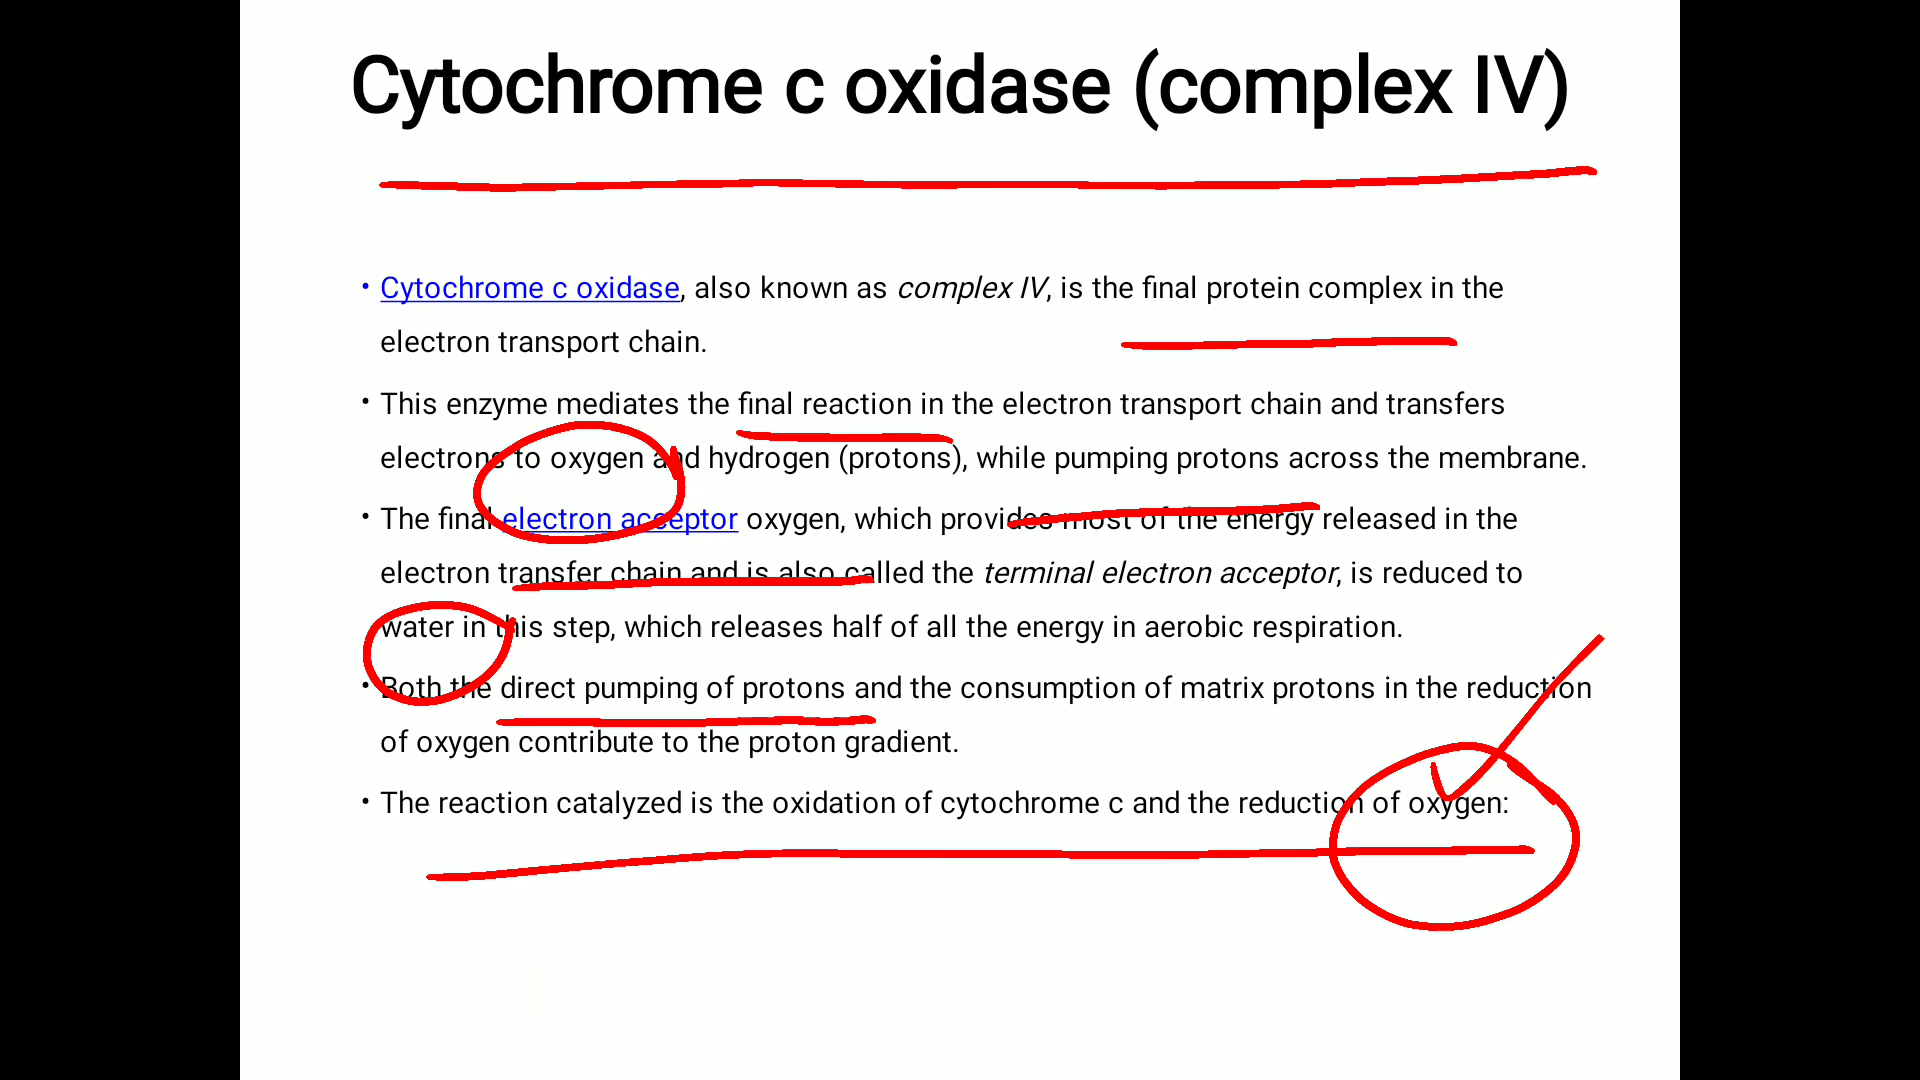 Cytochrome c oxidase (complex IV)
• Cytochrome c oxidase, also known as complex IV, is the final protein complex in the
electron transport chain.
• This enzyme mediates the final reaction in the electron transport chain and transfers
electrons to oxygen and hydrogen (protons), while pumping protons across the membrane.
• The final electron acceptor oxygen, which provides most of the energy released in the
electron transfer chain and is also called the terminal electron acceptor, is reduced to
water in this step, which releases half of all the energy in aerobic respiration.
• Both the direct pumping of protons and the consumption of matrix protons in the reduction
of oxygen contribute to the proton gradient.
• The reaction catalyzed is the oxidation of cytochrome c and the reduction of oxygen: